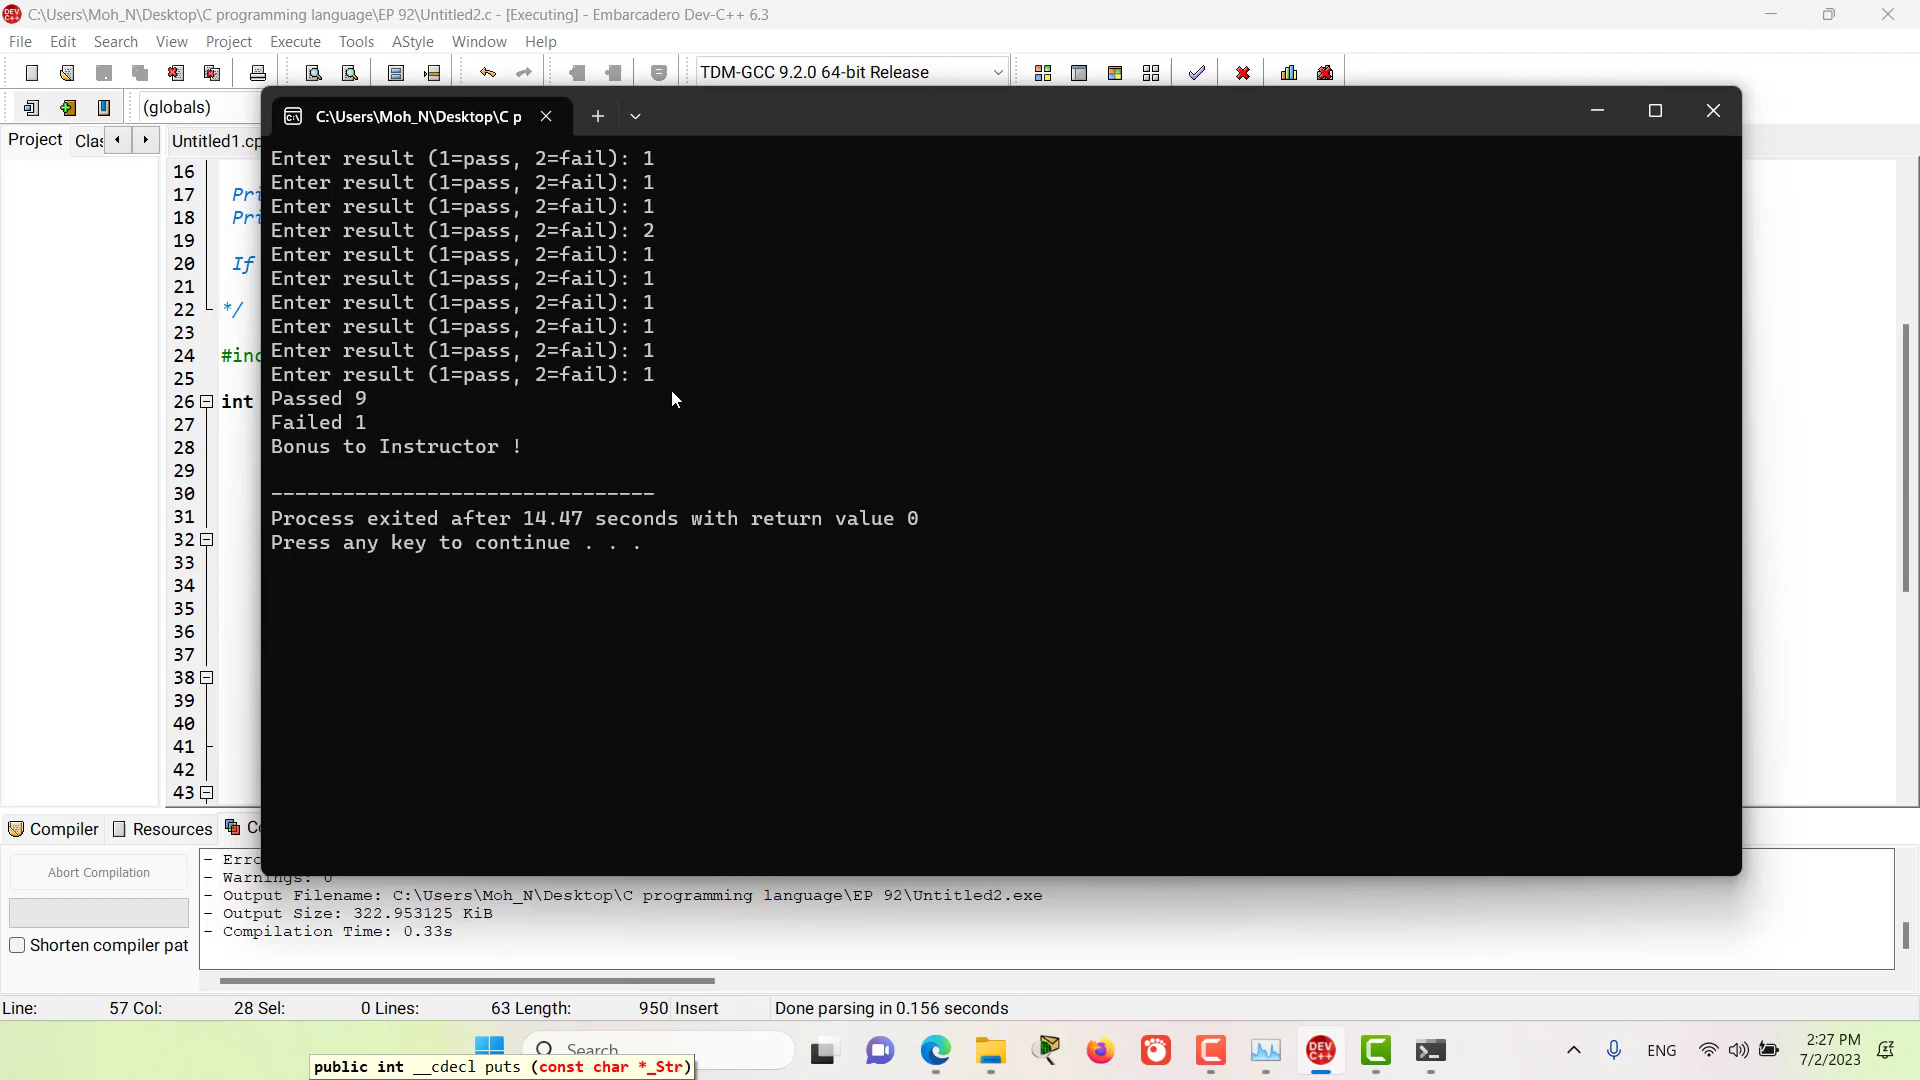 C:\Users\Moh_N\Desktop\C programming language\EP 92\Untitled2.c - [Executing] - Embarcadero Dev-C++ 6.3
File Edit Search View Project Execute Tools AStyle Window Help
TDM-GCC 9.2.0 64-bit Release
(globals)
C:\Users\Moh_N\Desktop\C p
Project Clas Untitled1.cp
Enter result (1=pass, 2=fail): 1
Enter result (1=pass, 2=fail): 1
Enter result (1=pass, 2=fail): 1
Enter result (1=pass, 2=fail): 2
Enter result (1=pass, 2=fail): 1
Enter result (1=pass, 2=fail): 1
Enter result (1=pass, 2=fail): 1
Enter result (1=pass, 2=fail): 1
Enter result (1=pass, 2=fail): 1
Enter result (1=pass, 2=fail): 1
Passed 9
Failed 1
Bonus to Instructor !
--------------------------------
Process exited after 14.47 seconds with return value 0
Press any key to continue . . .
16
17 Pri
18 Pri
19
20 If
21
22 */
23
24 #inc
25
26 int
27
28
29
30
31
32
33
34
35
36
37
38
39
40
41
42
43
Compiler Resources Co
Abort Compilation
Shorten compiler pat
- Erro
- Warnings: 0
- Output Filename: C:\Users\Moh_N\Desktop\C programming language\EP 92\Untitled2.exe
- Output Size: 322.953125 KiB
- Compilation Time: 0.33s
Line: 57 Col: 28 Sel: 0 Lines: 63 Length: 950 Insert Done parsing in 0.156 seconds
Search
public int __cdecl puts (const char *_Str)
DEV C++
ENG
2:27 PM
7/2/2023